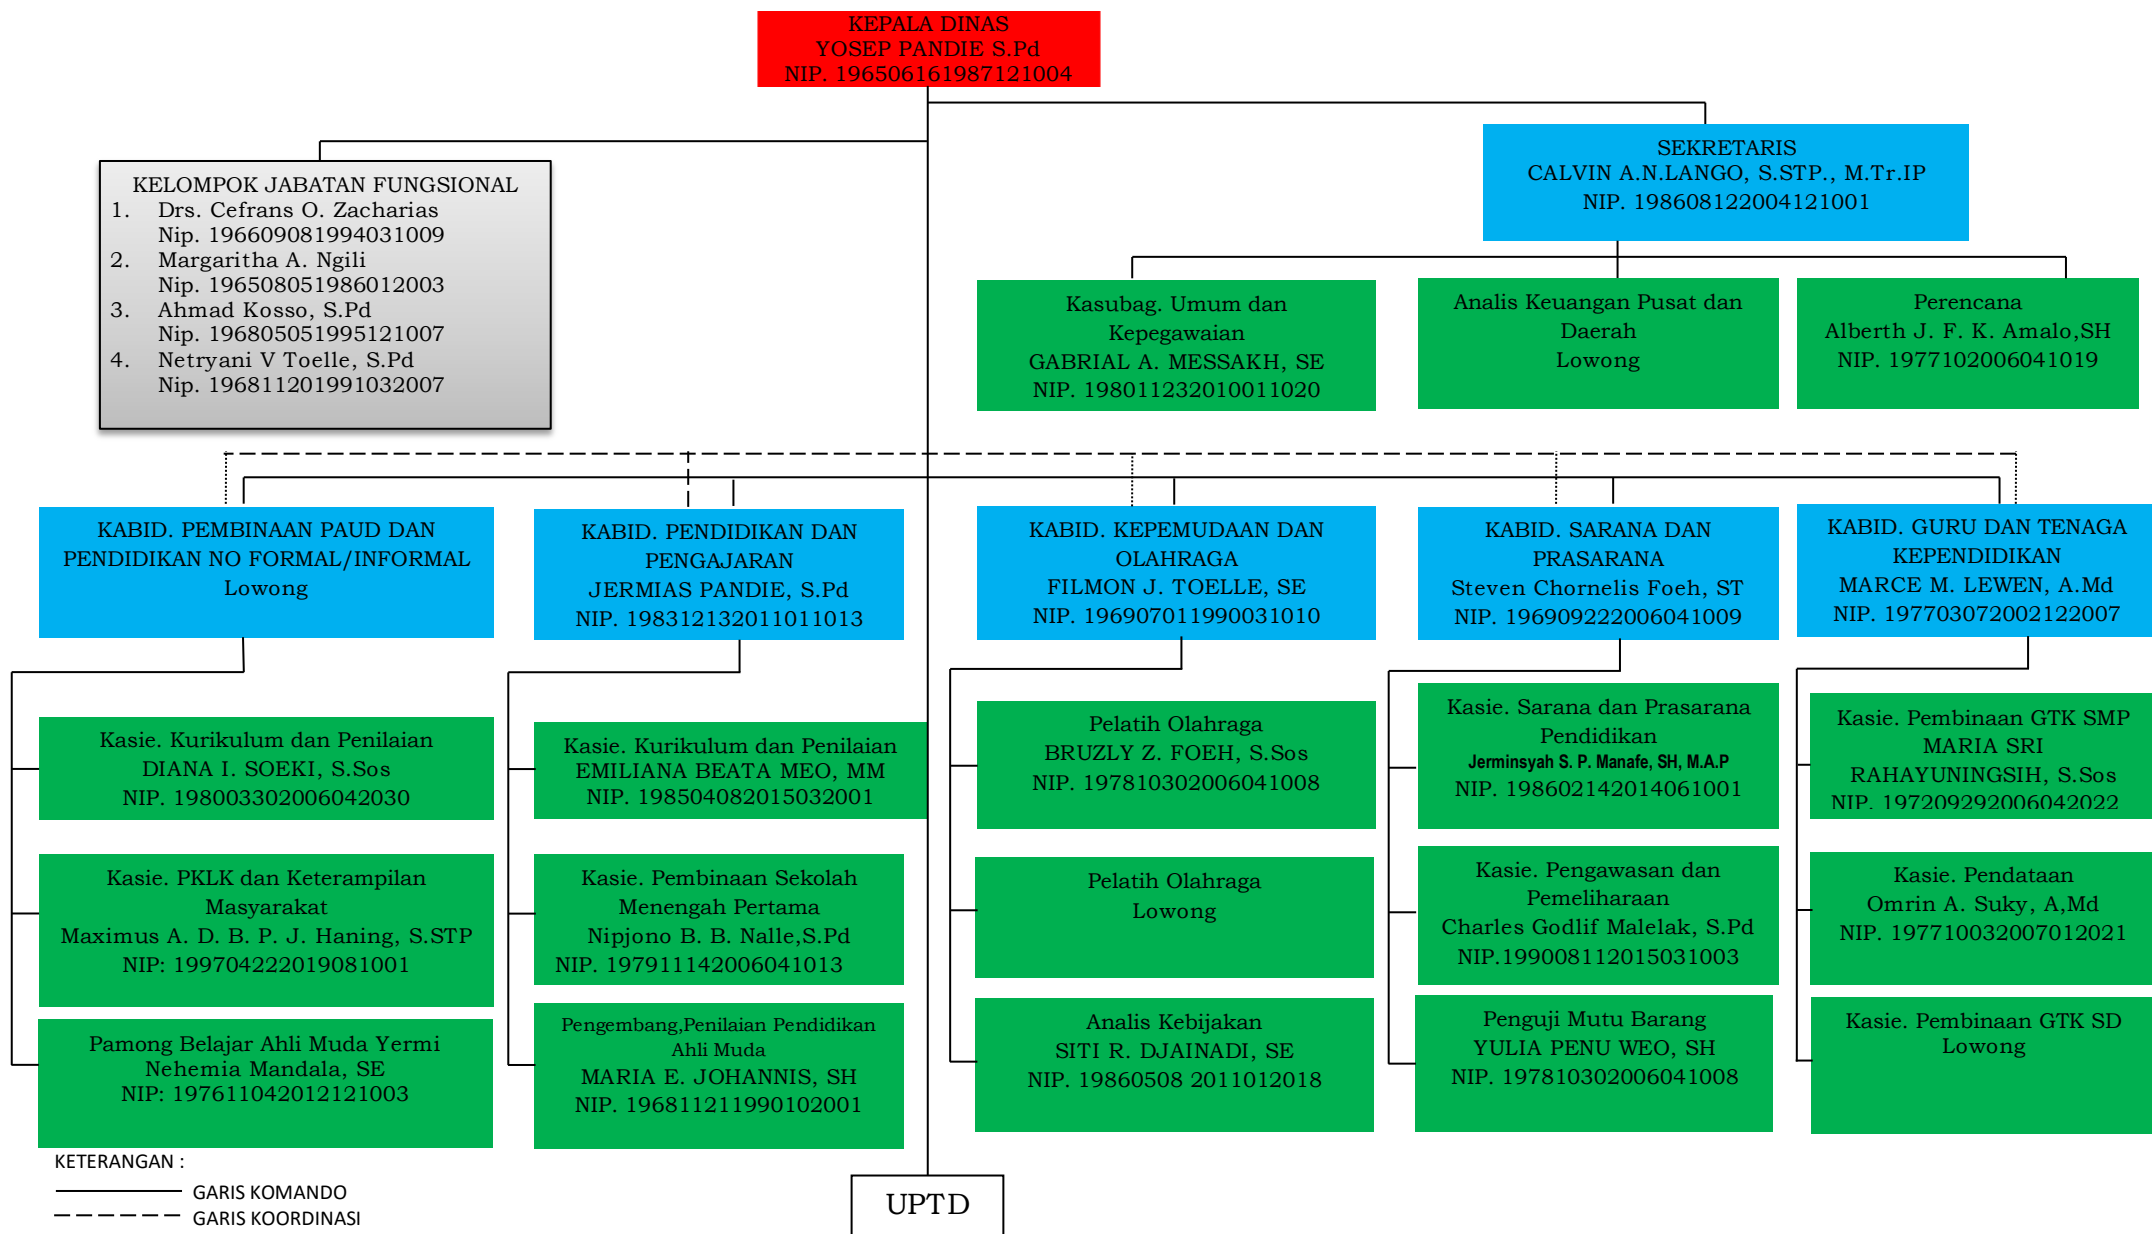 KEPALA DINAS
YOSEP PANDIE S.Pd
NIP. 196506161987121004
SEKRETARIS
CALVIN A.N.LANGO, S.STP., M.Tr.IP
NIP. 198608122004121001
KELOMPOK JABATAN FUNGSIONAL
1. Drs. Cefrans O. Zacharias
Nip. 196609081994031009
2. Margaritha A. Ngili
Nip. 196508051986012003
3. Ahmad Kosso, S.Pd
Nip. 196805051995121007
4. Netryani V Toelle, S.Pd
Nip. 196811201991032007
Kasubag. Umum dan
Kepegawaian
GABRIAL A. MESSAKH, SE
NIP. 198011232010011020
Analis Keuangan Pusat dan
Daerah
Lowong
Perencana
Alberth J. F. K. Amalo,SH
NIP. 1977102006041019
KABID. PEMBINAAN PAUD DAN
PENDIDIKAN NO FORMAL/INFORMAL
Lowong
KABID. PENDIDIKAN DAN
PENGAJARAN
JERMIAS PANDIE, S.Pd
NIP. 198312132011011013
KABID. KEPEMUDAAN DAN
OLAHRAGA
FILMON J. TOELLE, SE
NIP. 196907011990031010
KABID. SARANA DAN
PRASARANA
Steven Chornelis Foeh, ST
NIP. 196909222006041009
KABID. GURU DAN TENAGA
KEPENDIDIKAN
MARCE M. LEWEN, A.Md
NIP. 197703072002122007
Kasie. Kurikulum dan Penilaian
DIANA I. SOEKI, S.Sos
NIP. 198003302006042030
Kasie. Kurikulum dan Penilaian
EMILIANA BEATA MEO, MM
NIP. 198504082015032001
Pelatih Olahraga
BRUZLY Z. FOEH, S.Sos
NIP. 197810302006041008
Kasie. Sarana dan Prasarana
Pendidikan
Jerminsyah S. P. Manafe, SH, M.A.P
NIP. 198602142014061001
Kasie. Pembinaan GTK SMP
MARIA SRI
RAHAYUNINGSIH, S.Sos
NIP. 197209292006042022
Kasie. PKLK dan Keterampilan
Masyarakat
Maximus A. D. B. P. J. Haning, S.STP
NIP: 199704222019081001
Kasie. Pembinaan Sekolah
Menengah Pertama
Nipjono B. B. Nalle,S.Pd
NIP. 197911142006041013
Pelatih Olahraga
Lowong
Kasie. Pengawasan dan
Pemeliharaan
Charles Godlif Malelak, S.Pd
NIP.199008112015031003
Kasie. Pendataan
Omrin A. Suky, A,Md
NIP. 197710032007012021
Pamong Belajar Ahli Muda Yermi
Nehemia Mandala, SE
NIP: 197611042012121003
Pengembang,Penilaian Pendidikan
Ahli Muda
MARIA E. JOHANNIS, SH
NIP. 196811211990102001
Analis Kebijakan
SITI R. DJAINADI, SE
NIP. 19860508 2011012018
Penguji Mutu Barang
YULIA PENU WEO, SH
NIP. 197810302006041008
Kasie. Pembinaan GTK SD
Lowong
KETERANGAN :
GARIS KOMANDO
GARIS KOORDINASI
UPTD